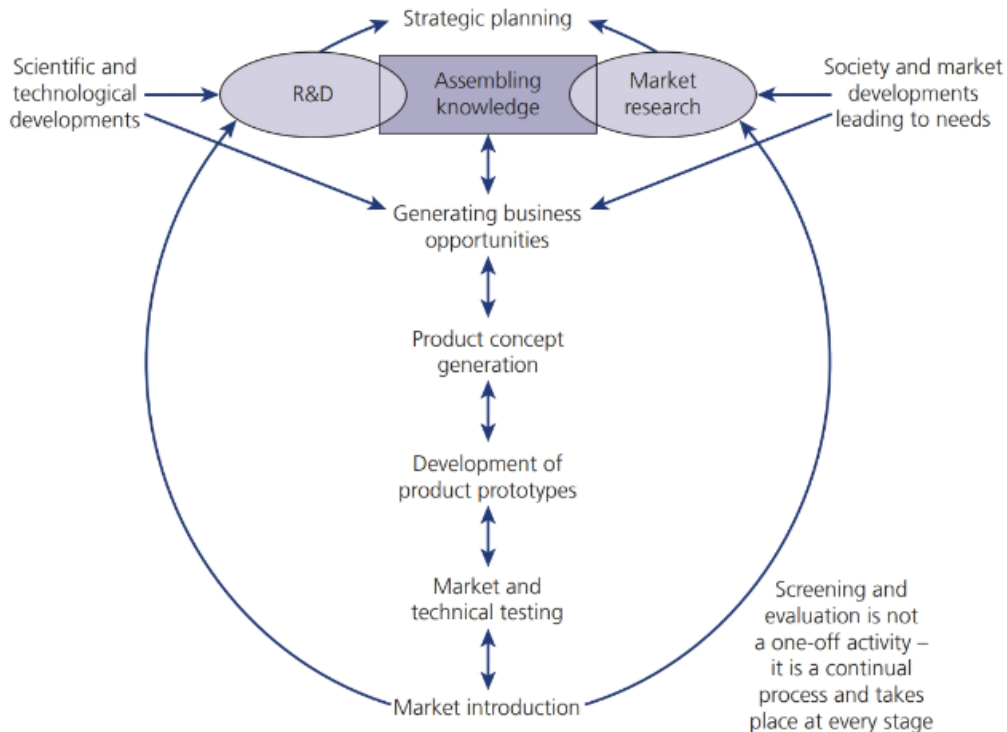 Strategic planning
Scientific and
technological
developments
R&D
Assembling
knowledge
Market
research
Society and market
developments
leading to needs
Generating business
opportunities
Product concept
generation
Development of
product prototypes
Market and
technical testing
Market introduction
Screening and
evaluation is not
a one-off activity –
it is a continual
process and takes
place at every stage